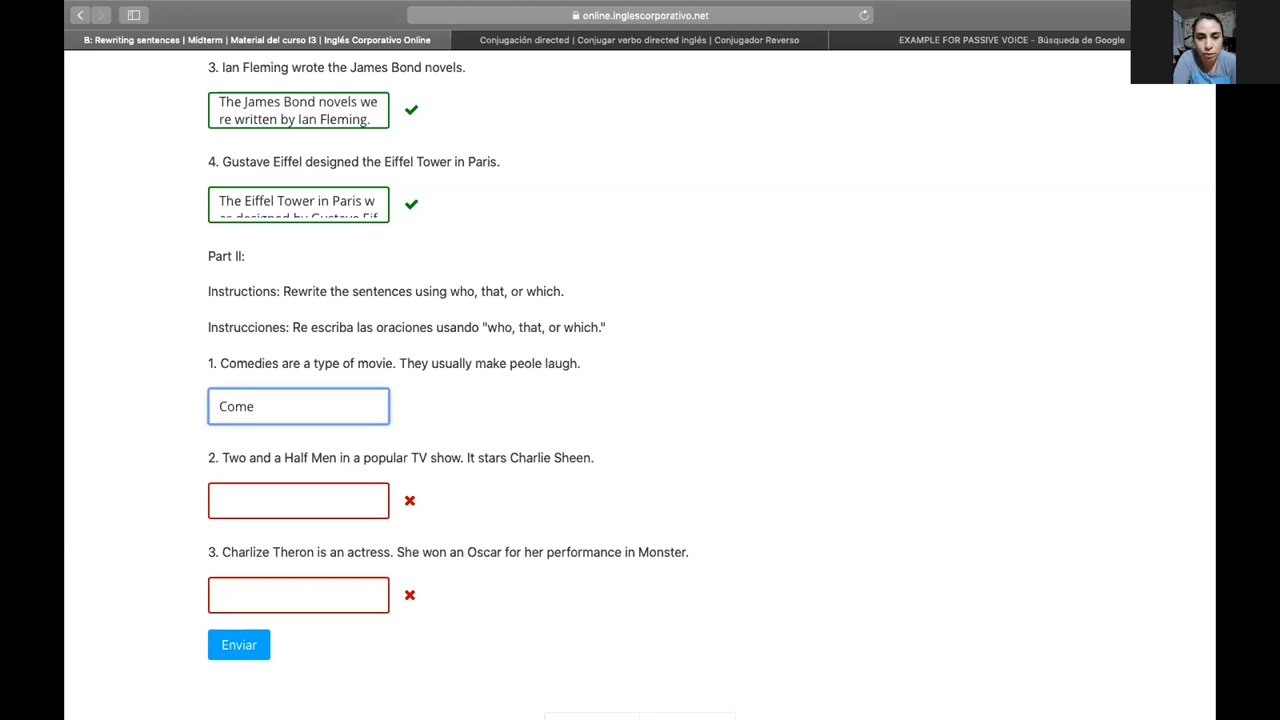 online.inglescorporativo.net
B: Rewriting sentences | Midterm | Material del curso I3 | Inglés Corporativo Online
Conjugación directed | Conjugar verbo directed inglés | Conjugador Reverso
EXAMPLE FOR PASSIVE VOICE - Búsqueda de Google
3. Ian Fleming wrote the James Bond novels.
The James Bond novels we
re written by Ian Fleming.
4. Gustave Eiffel designed the Eiffel Tower in Paris.
The Eiffel Tower in Paris w
as designed by Gustave Eif
Part II:
Instructions: Rewrite the sentences using who, that, or which.
Instrucciones: Re escriba las oraciones usando "who, that, or which."
1. Comedies are a type of movie. They usually make peole laugh.
Come
2. Two and a Half Men in a popular TV show. It stars Charlie Sheen.
3. Charlize Theron is an actress. She won an Oscar for her performance in Monster.
Enviar